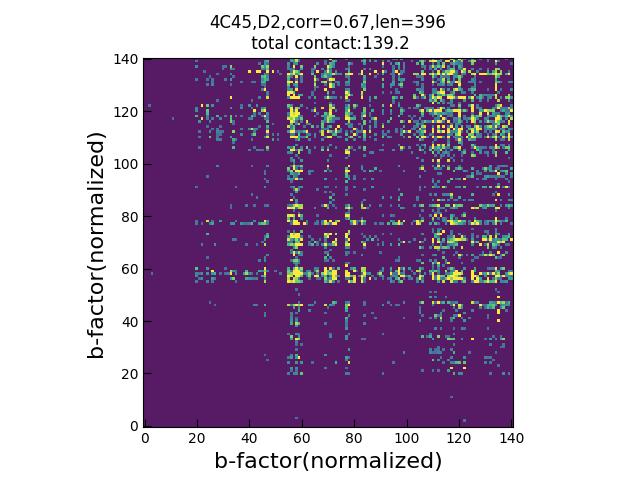 4C45,D2,corr=0.67,len=396
total contact:139.2
140
120
100
80
60
40
20
0
b-factor(normalized)
0 20 40 60 80 100 120 140
b-factor(normalized)